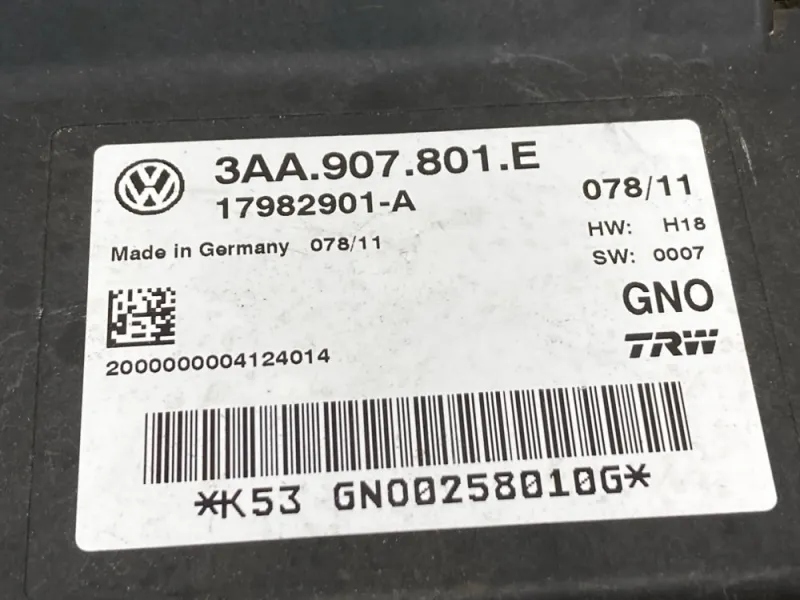 3AA.907.801.E
17982901-A
078/11
HW: H18
Made in Germany 078/11
SW: 0007
GNO
TRW
2000000004124014
*K53 GNO0258010G*